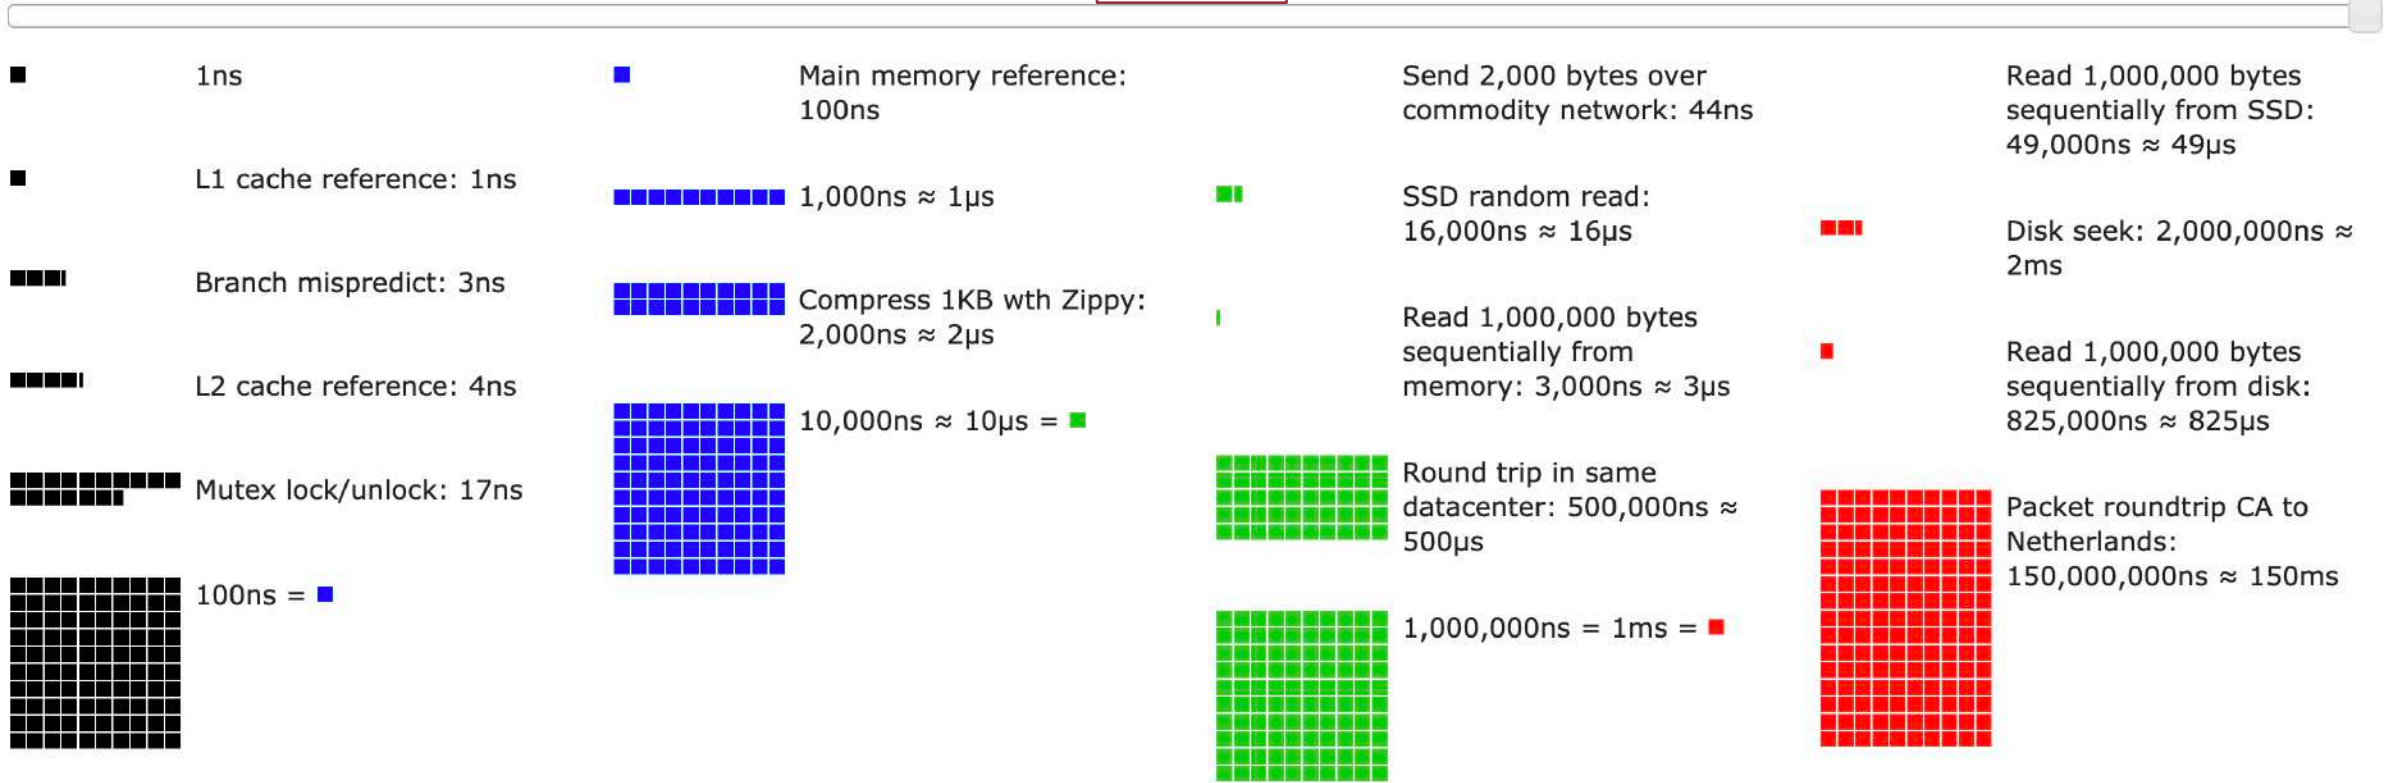 1ns
L1 cache reference: 1ns
Branch mispredict: 3ns
L2 cache reference: 4ns
Mutex lock/unlock: 17ns
100ns =
Main memory reference:
100ns
1,000ns ≈ 1μs
Compress 1KB wth Zippy:
2,000ns ≈ 2μs
10,000ns ≈ 10μs =
Send 2,000 bytes over
commodity network: 44ns
SSD random read:
16,000ns ≈ 16μs
Read 1,000,000 bytes
sequentially from
memory: 3,000ns ≈ 3μs
Round trip in same
datacenter: 500,000ns ≈
500μs
1,000,000ns = 1ms =
Read 1,000,000 bytes
sequentially from SSD:
49,000ns ≈ 49μs
Disk seek: 2,000,000ns ≈
2ms
Read 1,000,000 bytes
sequentially from disk:
825,000ns ≈ 825μs
Packet roundtrip CA to
Netherlands:
150,000,000ns ≈ 150ms